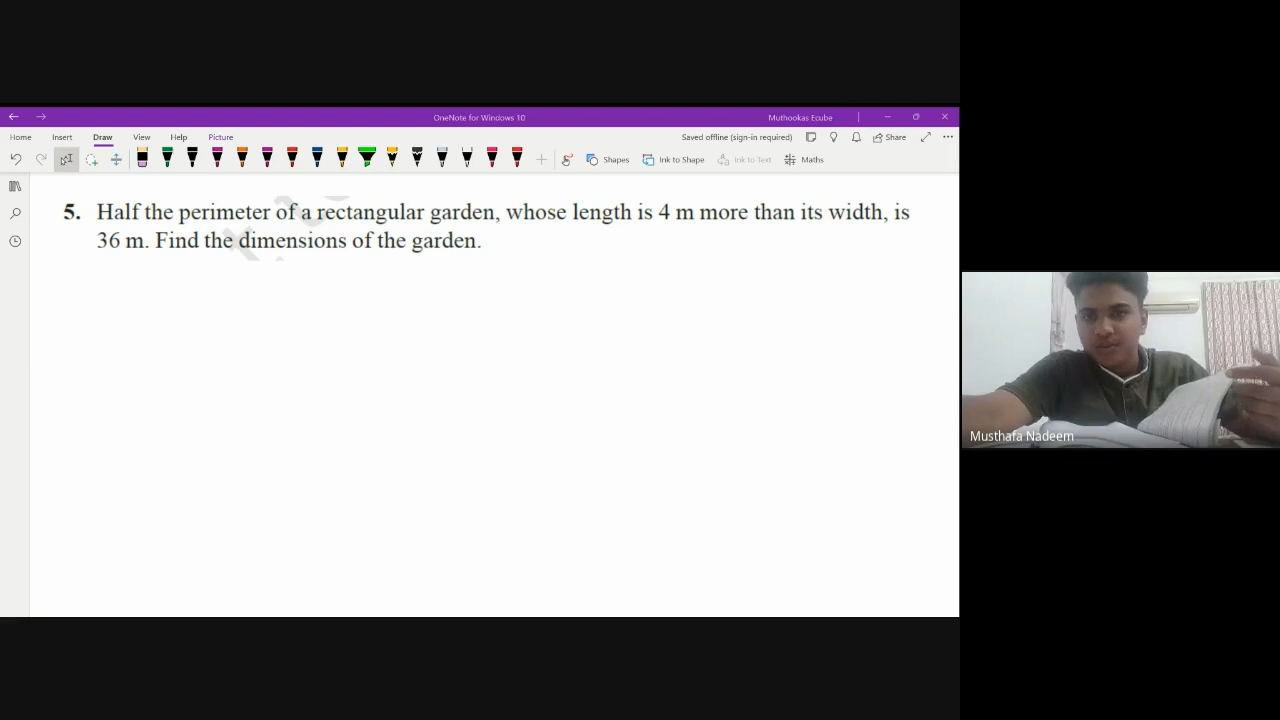 OneNote for Windows 10
Muthookas Ecube
Home Insert Draw View Help Picture
Saved offline (sign-in required)
Share
Shapes Ink to Shape Ink to Text Maths
5. Half the perimeter of a rectangular garden, whose length is 4 m more than its width, is
36 m. Find the dimensions of the garden.
Musthafa Nadeem